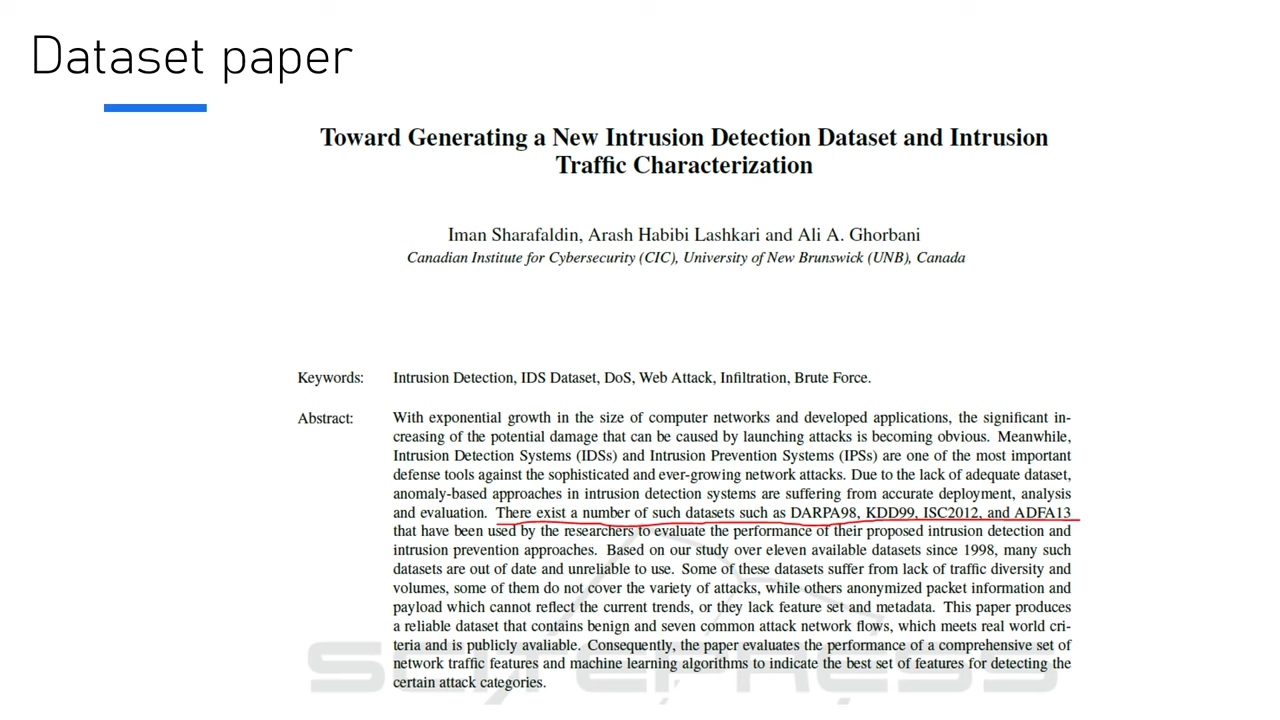 Dataset paper
Toward Generating a New Intrusion Detection Dataset and Intrusion
Traffic Characterization
Iman Sharafaldin, Arash Habibi Lashkari and Ali A. Ghorbani
Canadian Institute for Cybersecurity (CIC), University of New Brunswick (UNB), Canada
Keywords: Intrusion Detection, IDS Dataset, DoS, Web Attack, Infiltration, Brute Force.
Abstract: With exponential growth in the size of computer networks and developed applications, the significant in-
creasing of the potential damage that can be caused by launching attacks is becoming obvious. Meanwhile,
Intrusion Detection Systems (IDSs) and Intrusion Prevention Systems (IPSs) are one of the most important
defense tools against the sophisticated and ever-growing network attacks. Due to the lack of adequate dataset,
anomaly-based approaches in intrusion detection systems are suffering from accurate deployment, analysis
and evaluation. There exist a number of such datasets such as DARPA98, KDD99, ISC2012, and ADFA13
that have been used by the researchers to evaluate the performance of their proposed intrusion detection and
intrusion prevention approaches. Based on our study over eleven available datasets since 1998, many such
datasets are out of date and unreliable to use. Some of these datasets suffer from lack of traffic diversity and
volumes, some of them do not cover the variety of attacks, while others anonymized packet information and
payload which cannot reflect the current trends, or they lack feature set and metadata. This paper produces
a reliable dataset that contains benign and seven common attack network flows, which meets real world cri-
teria and is publicly avaliable. Consequently, the paper evaluates the performance of a comprehensive set of
network traffic features and machine learning algorithms to indicate the best set of features for detecting the
certain attack categories.
SCITEPRESS